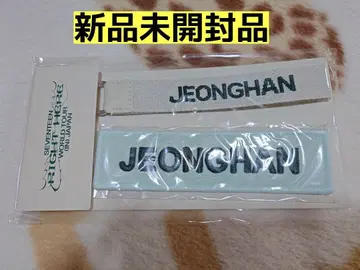 新品未開封品
JEONGHAN
JEONGHAN
SEVENTEEN
RIGHT HERE
WORLD TOUR
IN JAPAN